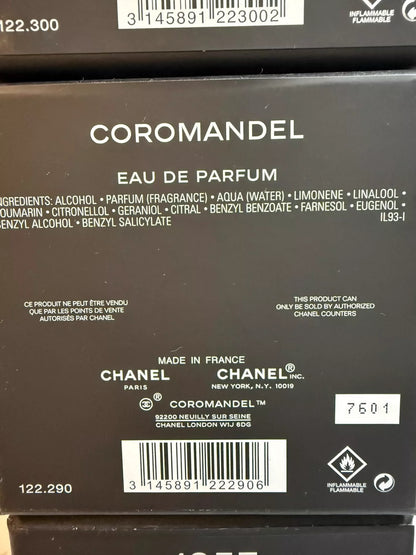 122.300
3 145891 223002
INFLAMMABLE
FLAMMABLE
COROMANDEL
EAU DE PARFUM
NGREDIENTS: ALCOHOL • PARFUM (FRAGRANCE) • AQUA (WATER) • LIMONENE • LINALOOL •
OUMARIN • CITRONELLOL • GERANIOL • CITRAL • BENZYL BENZOATE • FARNESOL • EUGENOL •
BENZYL ALCOHOL • BENZYL SALICYLATE
IL93-I
CE PRODUIT NE PEUT ÊTRE VENDU
QUE PAR LES POINTS DE VENTE
AUTORISÉS PAR CHANEL
THIS PRODUCT CAN
ONLY BE SOLD BY AUTHORIZED
CHANEL COUNTERS
MADE IN FRANCE
CHANEL
PARIS
CHANEL® INC.
NEW YORK, N.Y. 10019
® COROMANDEL™
92200 NEUILLY SUR SEINE
CHANEL LONDON W1J 6DG
7601
3 145891 222906
122.290
INFLAMMABLE
FLAMMABLE